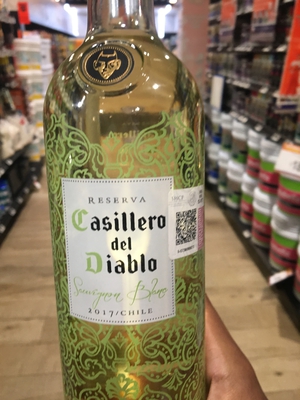 RESERVA
Casillero
del
Diablo
Sauvignon Blanc
2017/CHILE